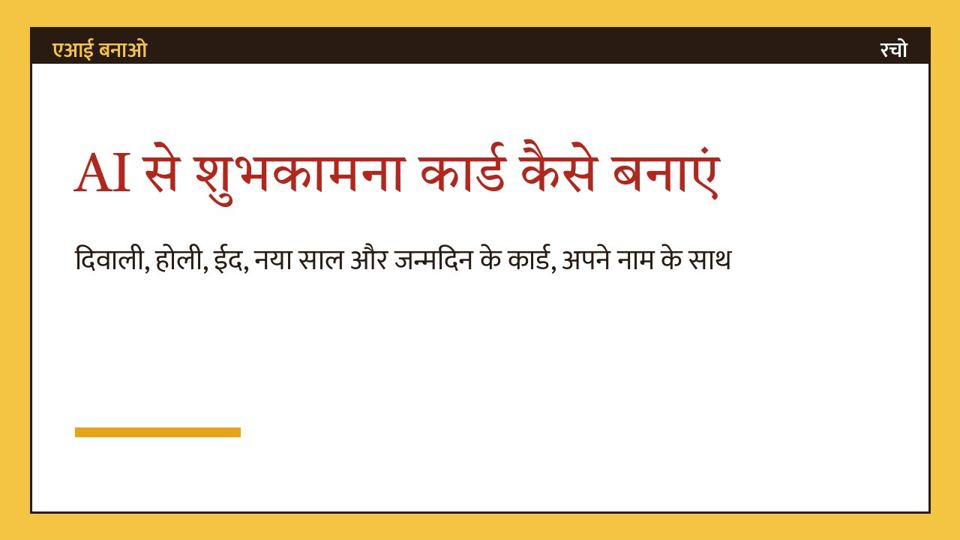 एआई बनाओ
रचो
AI से शुभकामना कार्ड कैसे बनाएं
दिवाली, होली, ईद, नया साल और जन्मदिन के कार्ड, अपने नाम के साथ